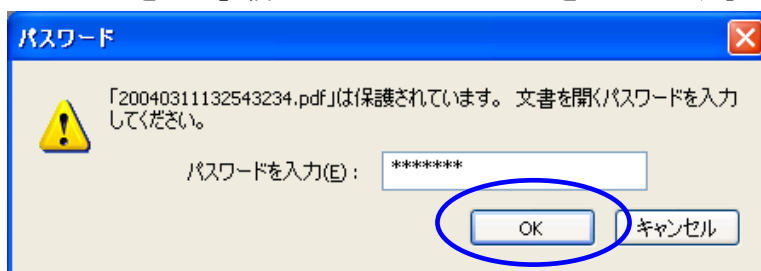 パスワード
「20040311132543234.pdf」は保護されています。 文書を開くパスワードを入力
してください。
パスワードを入力(E)： *******
OK キャンセル